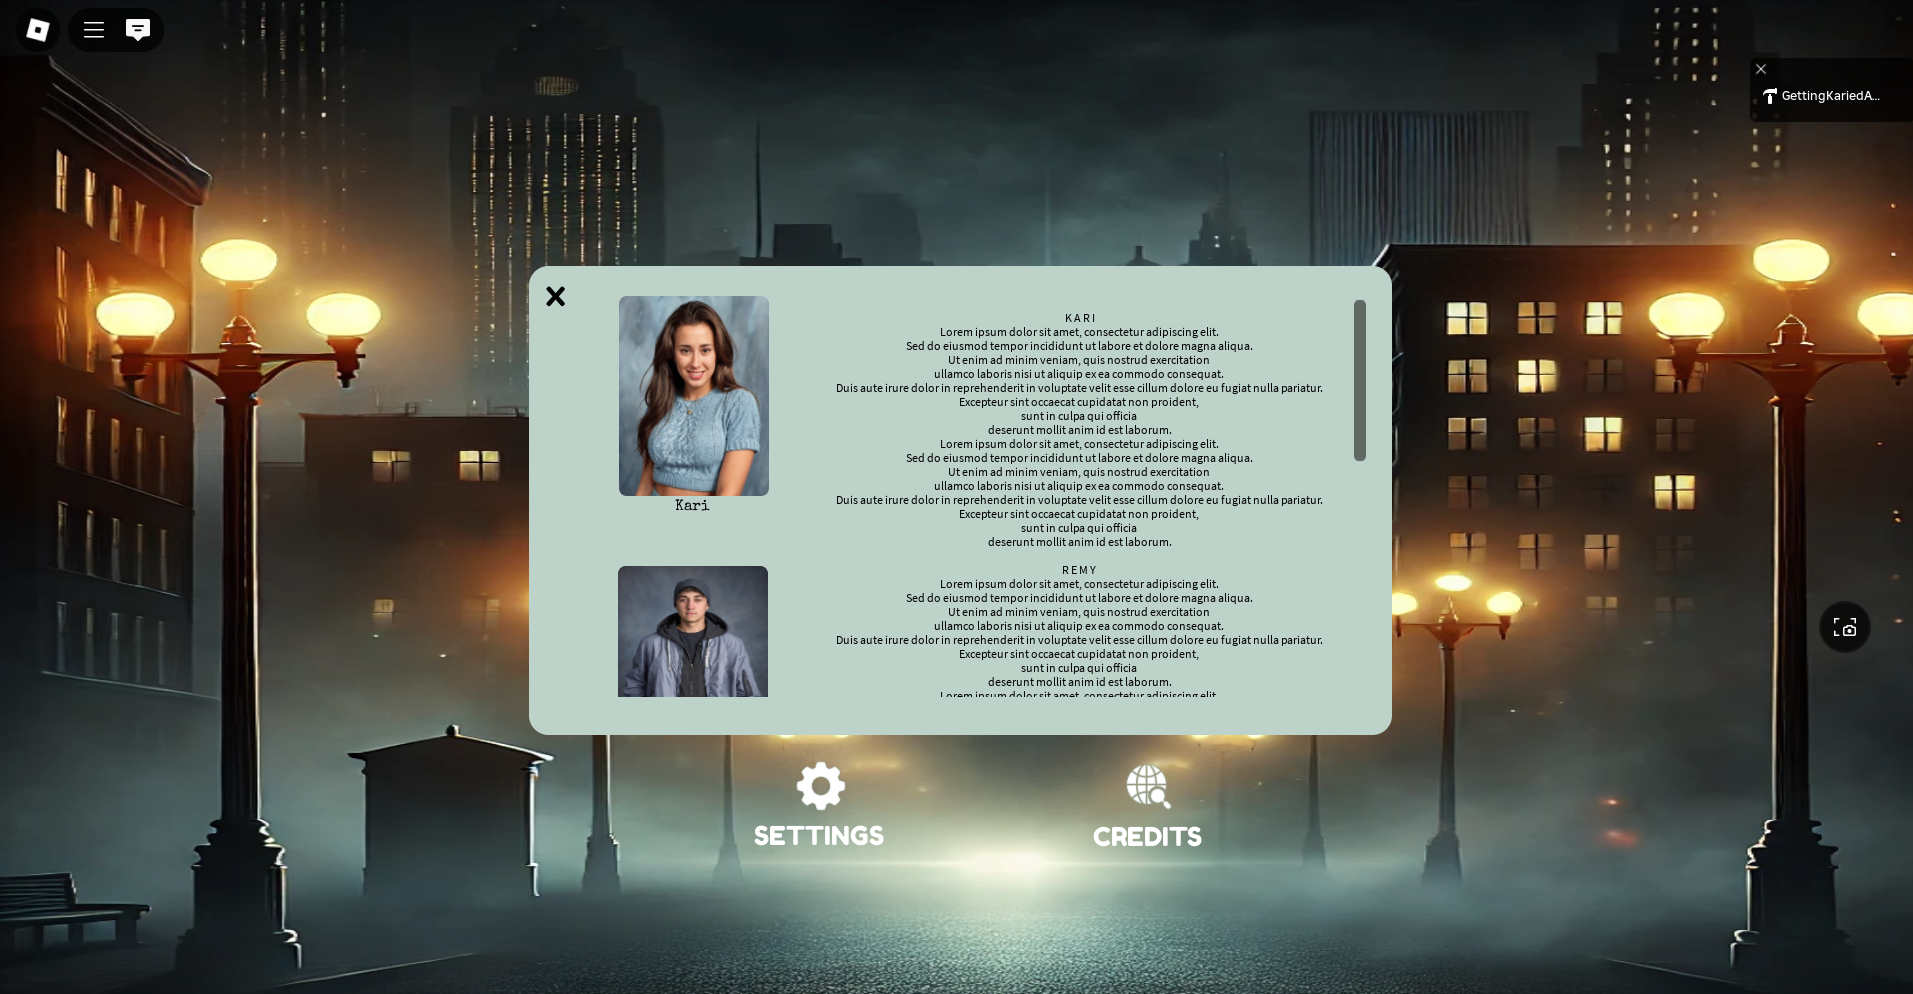 GettingKariedA...
KARI
Lorem ipsum dolor sit amet, consectetur adipiscing elit.
Sed do eiusmod tempor incididunt ut labore et dolore magna aliqua.
Ut enim ad minim veniam, quis nostrud exercitation
ullamco laboris nisi ut aliquip ex ea commodo consequat.
Duis aute irure dolor in reprehenderit in voluptate velit esse cillum dolore eu fugiat nulla pariatur.
Excepteur sint occaecat cupidatat non proident,
sunt in culpa qui officia
deserunt mollit anim id est laborum.
Lorem ipsum dolor sit amet, consectetur adipiscing elit.
Sed do eiusmod tempor incididunt ut labore et dolore magna aliqua.
Ut enim ad minim veniam, quis nostrud exercitation
ullamco laboris nisi ut aliquip ex ea commodo consequat.
Duis aute irure dolor in reprehenderit in voluptate velit esse cillum dolore eu fugiat nulla pariatur.
Excepteur sint occaecat cupidatat non proident,
sunt in culpa qui officia
deserunt mollit anim id est laborum.
Kari
REMY
Lorem ipsum dolor sit amet, consectetur adipiscing elit.
Sed do eiusmod tempor incididunt ut labore et dolore magna aliqua.
Ut enim ad minim veniam, quis nostrud exercitation
ullamco laboris nisi ut aliquip ex ea commodo consequat.
Duis aute irure dolor in reprehenderit in voluptate velit esse cillum dolore eu fugiat nulla pariatur.
Excepteur sint occaecat cupidatat non proident,
sunt in culpa qui officia
deserunt mollit anim id est laborum.
Lorem ipsum dolor sit amet, consectetur adipiscing elit.
SETTINGS
CREDITS